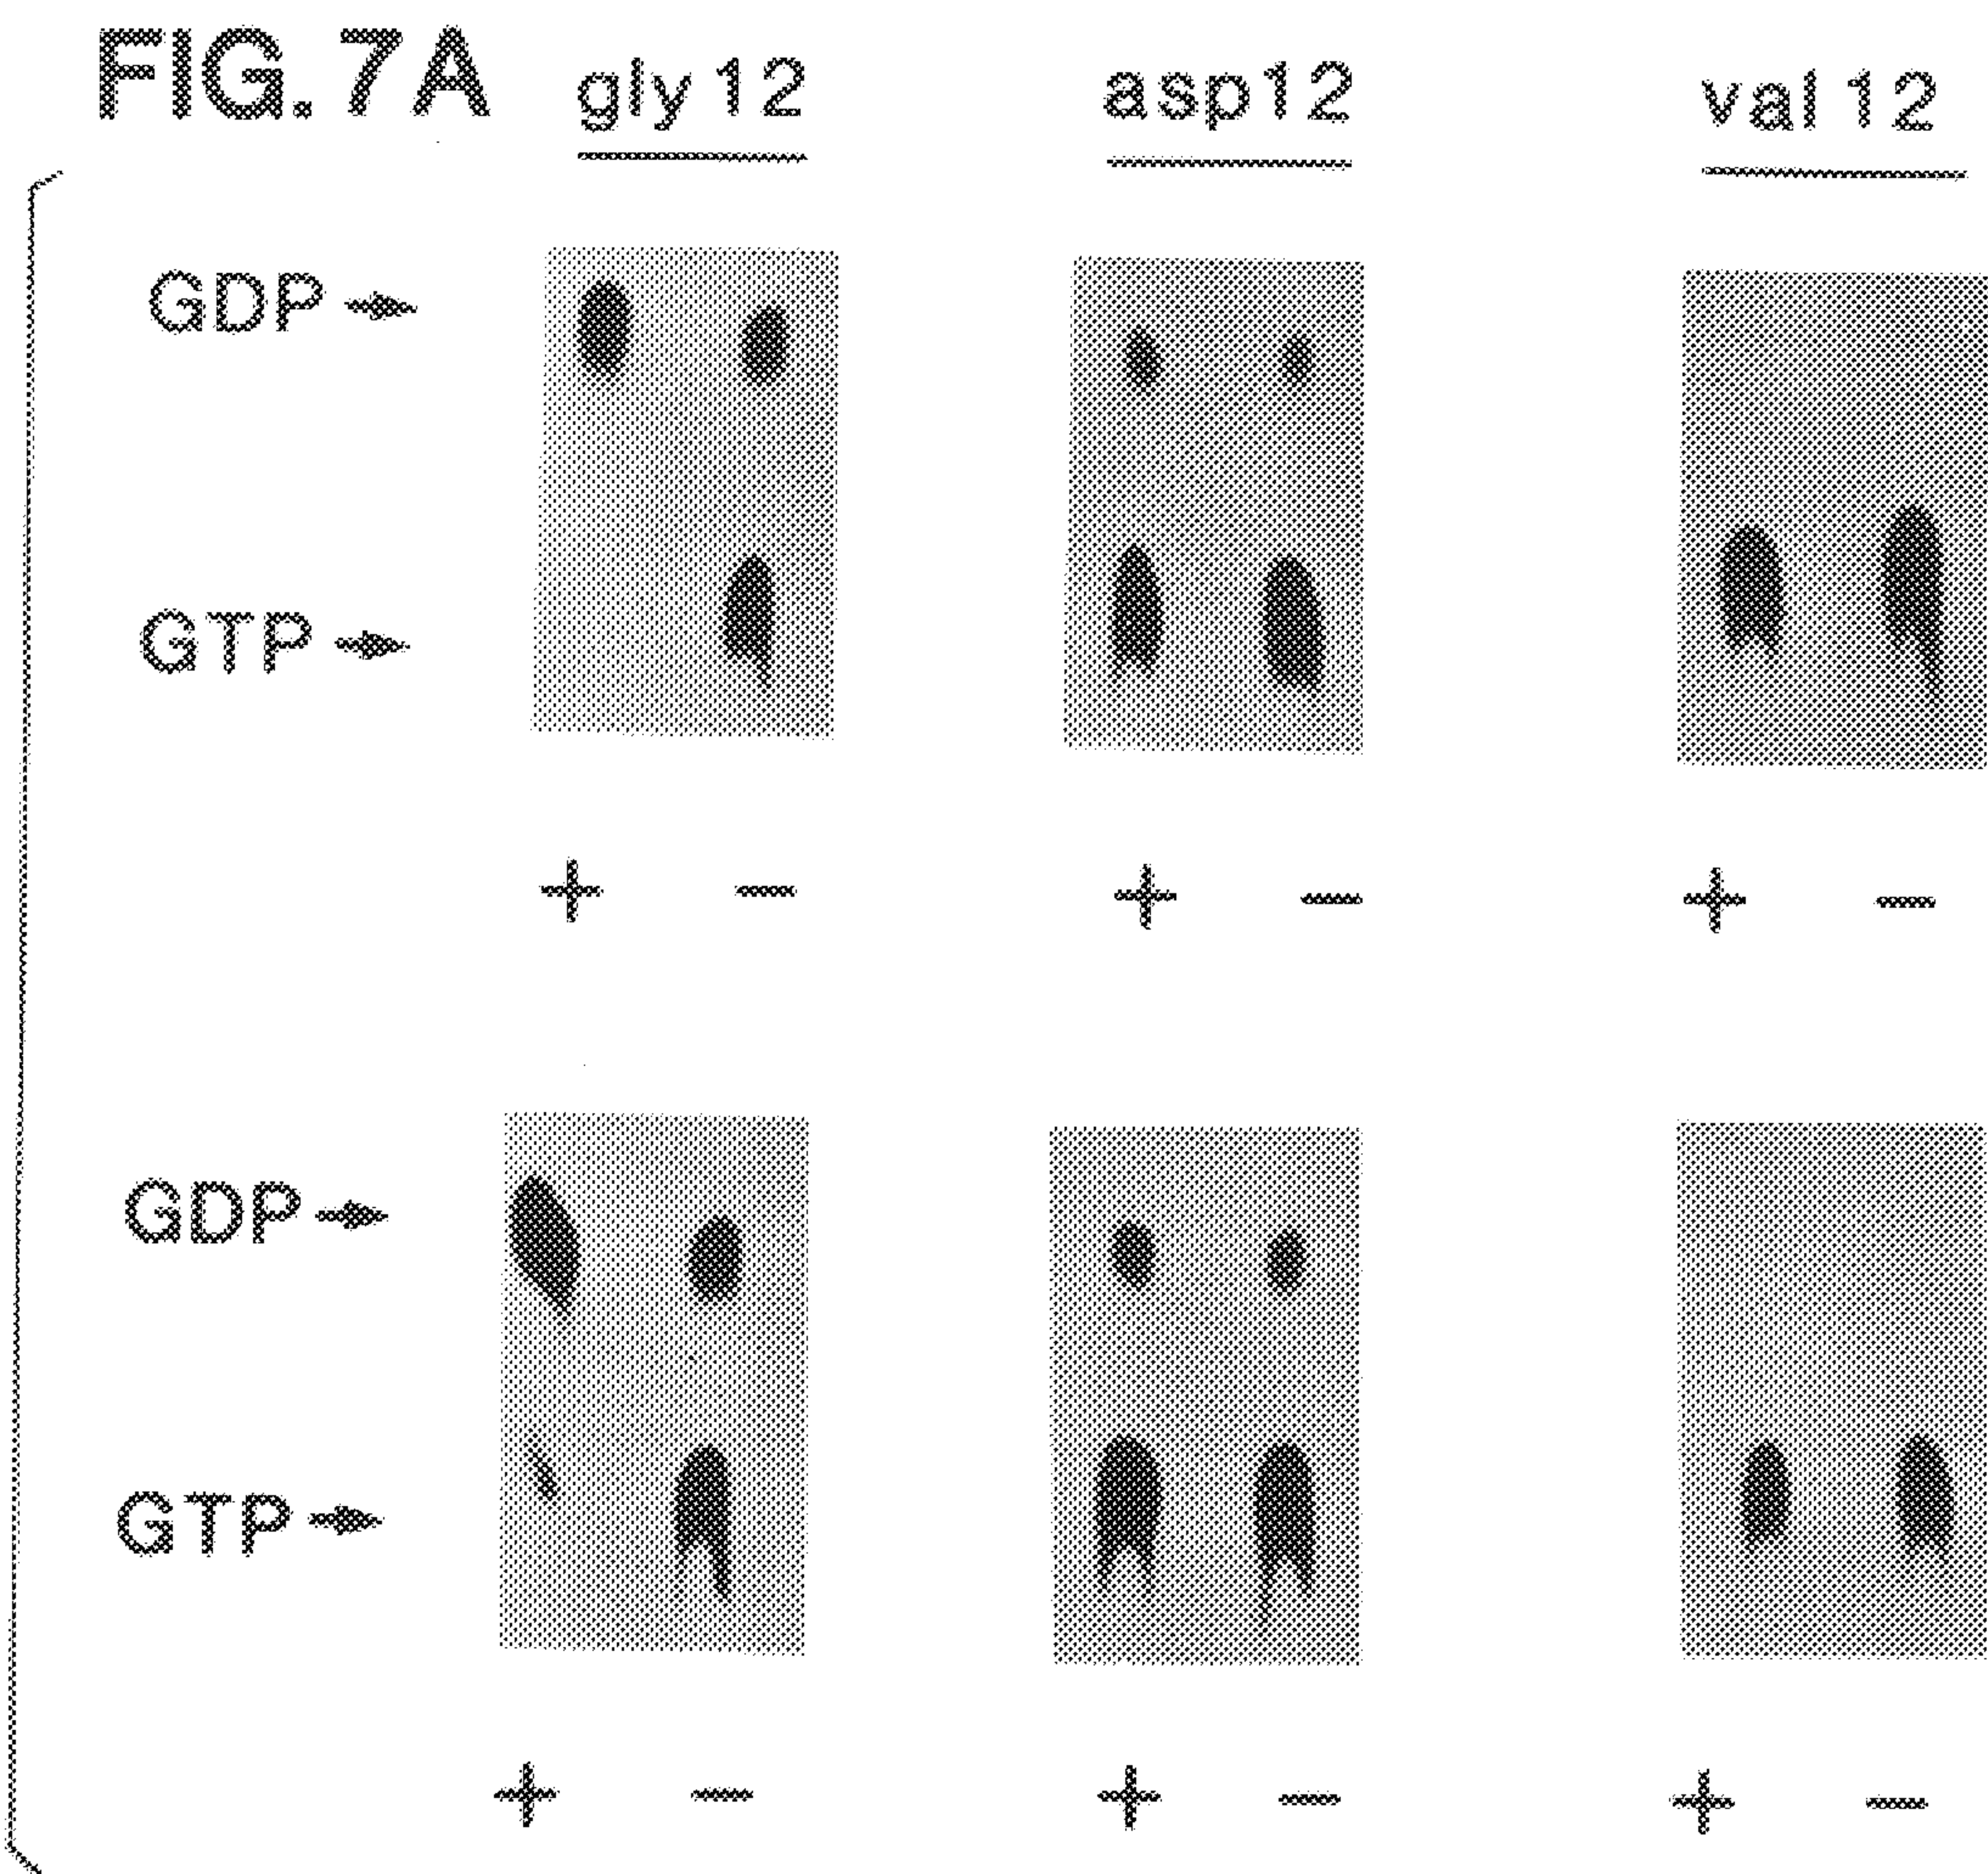 FIG. 7A gly 12 asp12 val 12
GDP →
GTP →
+ − + − + −
GDP →
GTP →
+ − + − + −